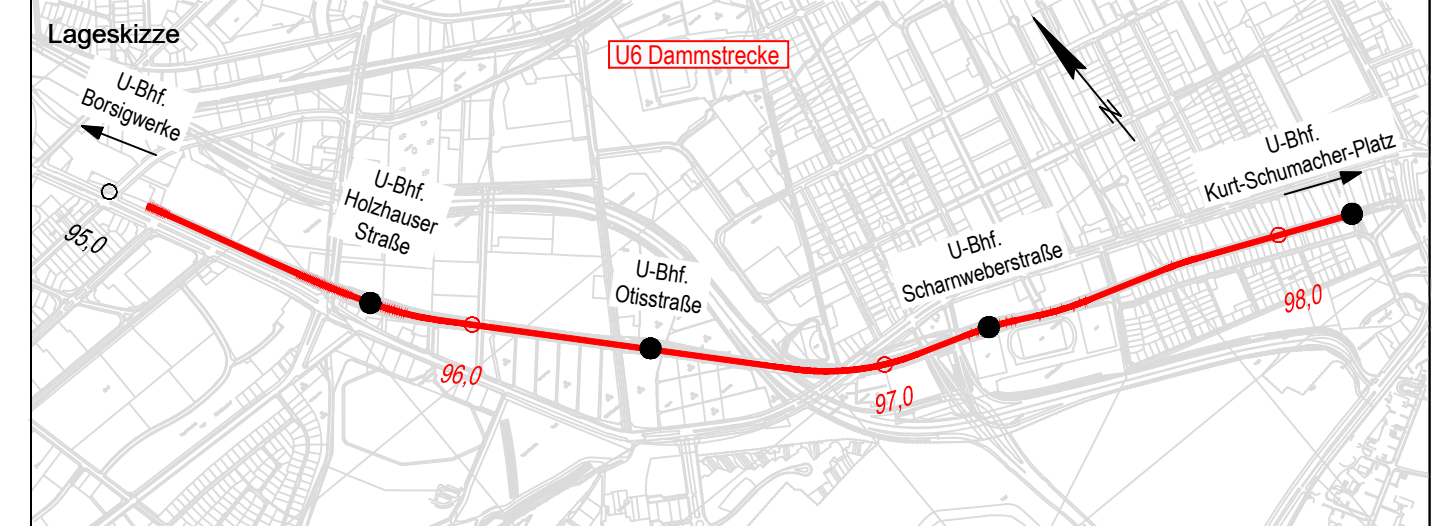 Lageskizze
U6 Dammstrecke
U-Bhf.
Borsigwerke
95,0
U-Bhf.
Holzhauser
Straße
96,0
U-Bhf.
Otisstraße
97,0
U-Bhf.
Scharnweberstraße
N
U-Bhf.
Kurt-Schumacher-Platz
98,0